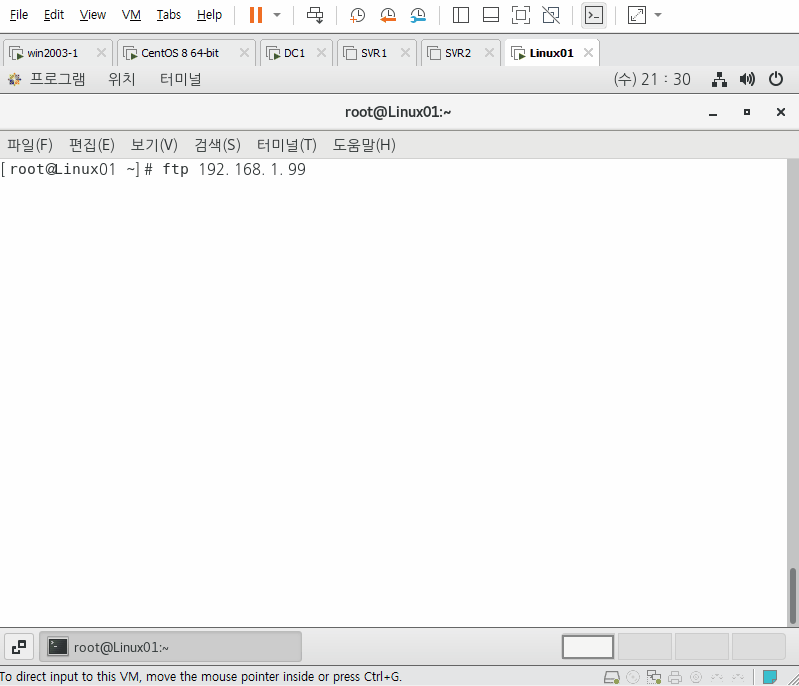 File Edit View VM Tabs Help
win2003-1 CentOS 8 64-bit DC1 SVR1 SVR2 Linux01
프로그램 위치 터미널 (수) 21 : 30
root@Linux01:~
파일(F) 편집(E) 보기(V) 검색(S) 터미널(T) 도움말(H)
[root@Linux01 ~]# ftp 192.168.1.99
root@Linux01:~
To direct input to this VM, move the mouse pointer inside or press Ctrl+G.